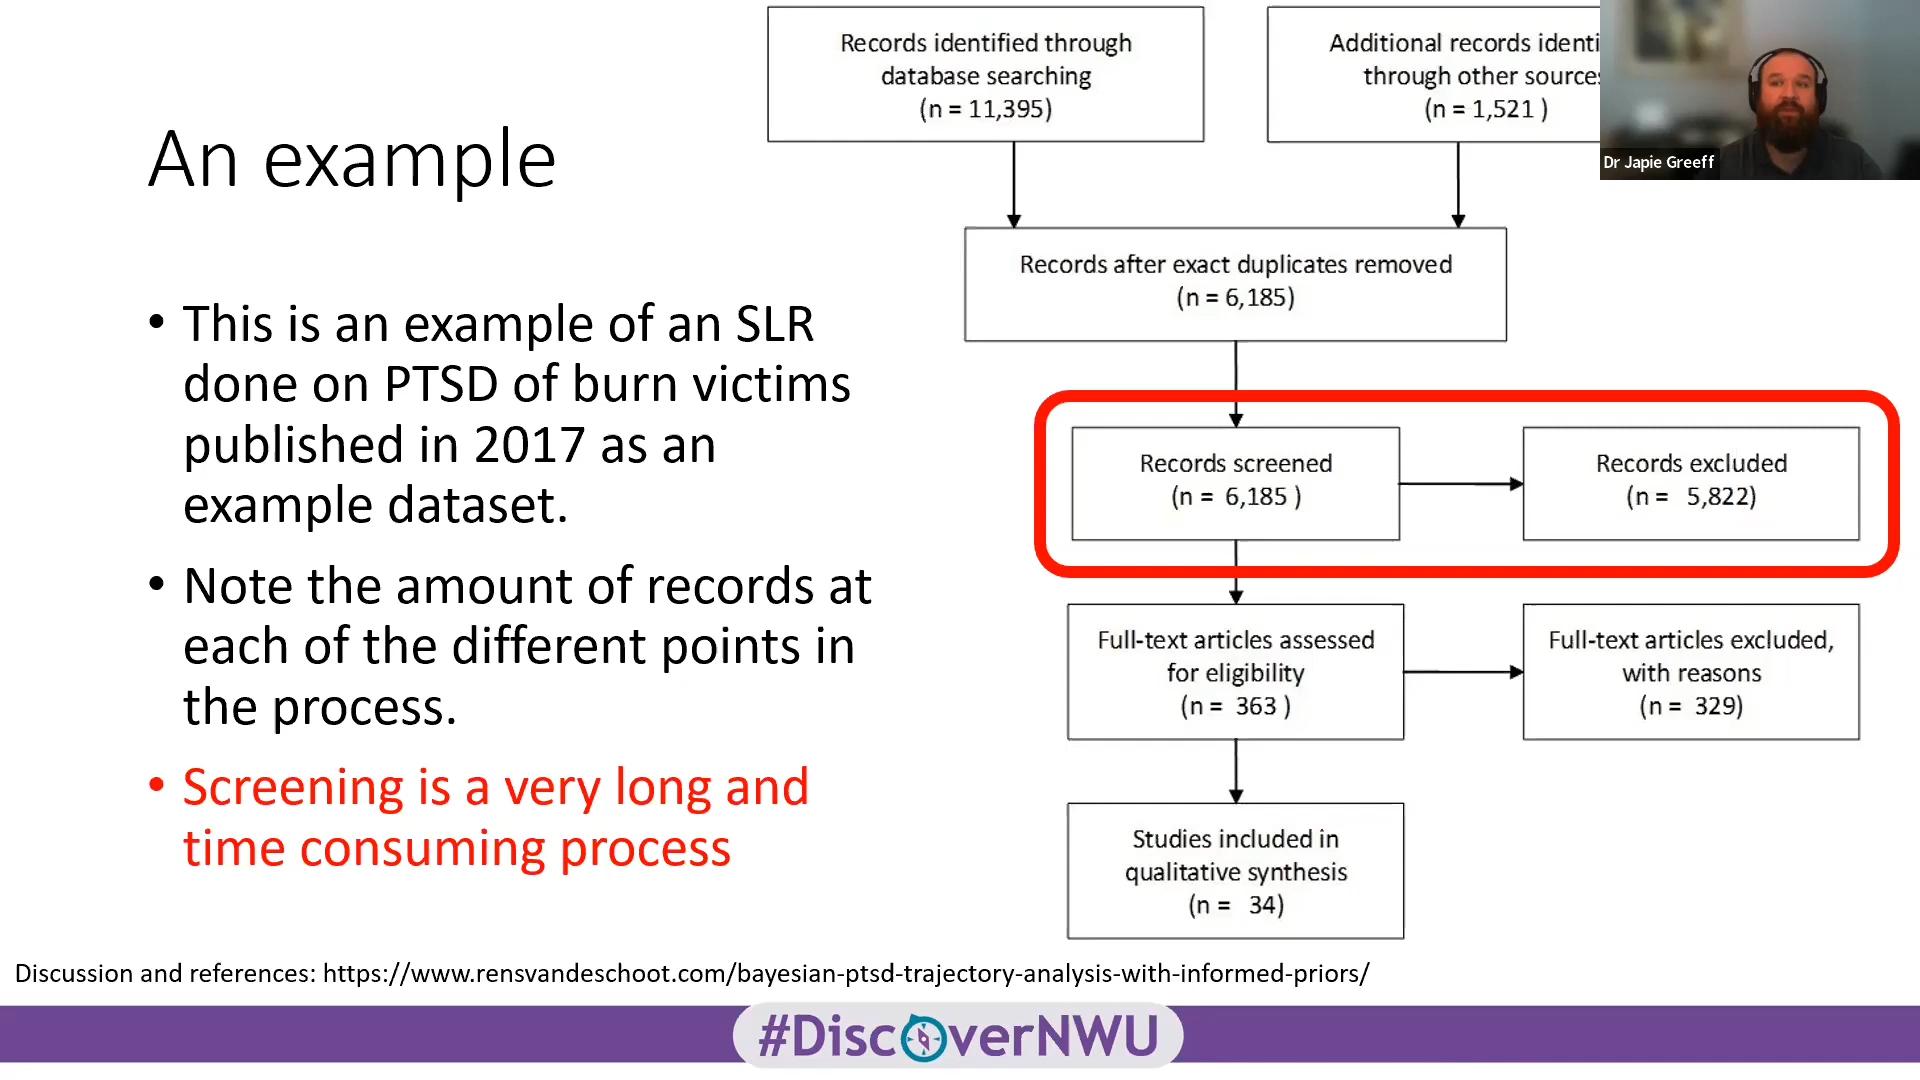 An example
• This is an example of an SLR
done on PTSD of burn victims
published in 2017 as an
example dataset.
• Note the amount of records at
each of the different points in
the process.
• Screening is a very long and
time consuming process
Records identified through
database searching
(n = 11,395)
Additional records
through other
(n = 1,521 )
Dr Japie Greeff
Records after exact duplicates removed
(n = 6,185)
Records screened
(n = 6,185 )
Records excluded
(n = 5,822)
Full-text articles assessed
for eligibility
(n = 363 )
Full-text articles excluded,
with reasons
(n = 329)
Studies included in
qualitative synthesis
(n = 34)
Discussion and references: https://www.rensvandeschoot.com/bayesian-ptsd-trajectory-analysis-with-informed-priors/
#DiscoverNWU